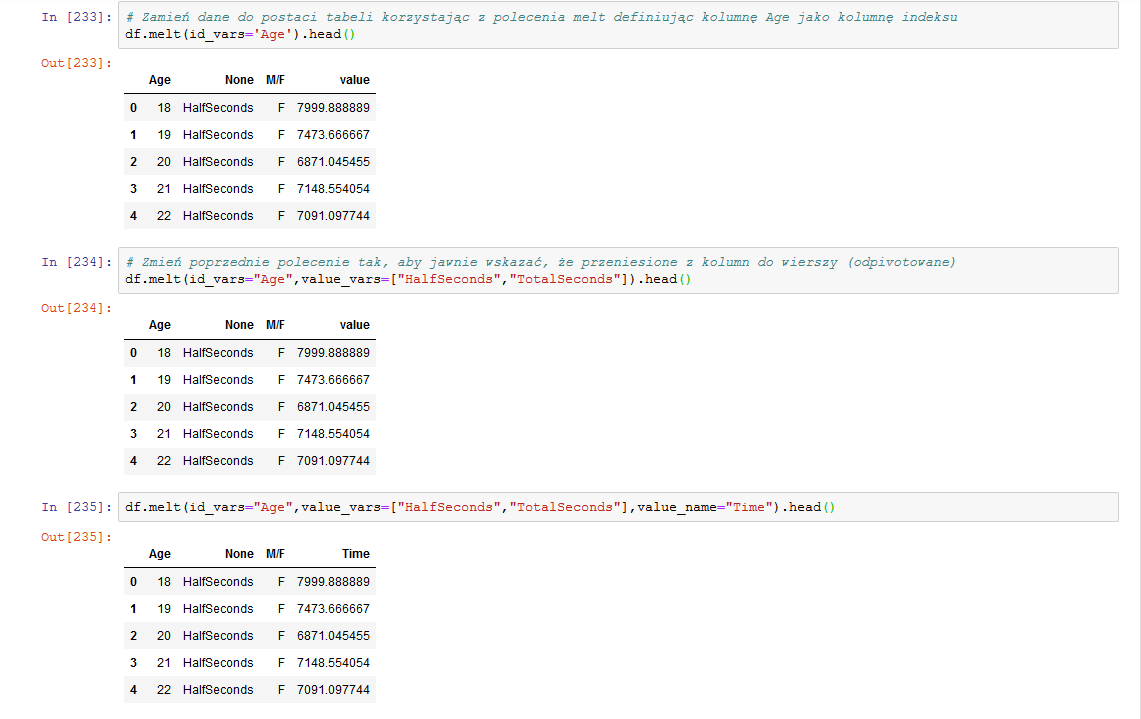 In [233]: # Zamień dane do postaci tabeli korzystając z polecenia melt definiując kolumnę Age jako kolumnę indeksu
df.melt(id_vars='Age').head()
Out[233]:
Age None M/F value
0 18 HalfSeconds F 7999.888889
1 19 HalfSeconds F 7473.666667
2 20 HalfSeconds F 6871.045455
3 21 HalfSeconds F 7148.554054
4 22 HalfSeconds F 7091.097744
In [234]: # Zmień poprzednie polecenie tak, aby jawnie wskazać, że przeniesione z kolumn do wierszy (odpivotowane)
df.melt(id_vars="Age",value_vars=["HalfSeconds","TotalSeconds"]).head()
Out[234]:
Age None M/F value
0 18 HalfSeconds F 7999.888889
1 19 HalfSeconds F 7473.666667
2 20 HalfSeconds F 6871.045455
3 21 HalfSeconds F 7148.554054
4 22 HalfSeconds F 7091.097744
In [235]: df.melt(id_vars="Age",value_vars=["HalfSeconds","TotalSeconds"],value_name="Time").head()
Out[235]:
Age None M/F Time
0 18 HalfSeconds F 7999.888889
1 19 HalfSeconds F 7473.666667
2 20 HalfSeconds F 6871.045455
3 21 HalfSeconds F 7148.554054
4 22 HalfSeconds F 7091.097744